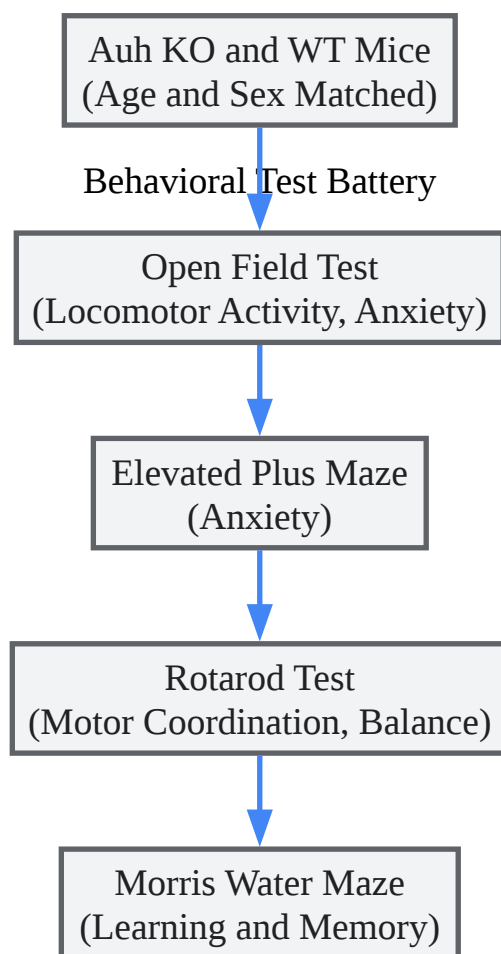 Auh KO and WT Mice
(Age and Sex Matched)
Behavioral Test Battery
Open Field Test
(Locomotor Activity, Anxiety)
Elevated Plus Maze
(Anxiety)
Rotarod Test
(Motor Coordination, Balance)
Morris Water Maze
(Learning and Memory)